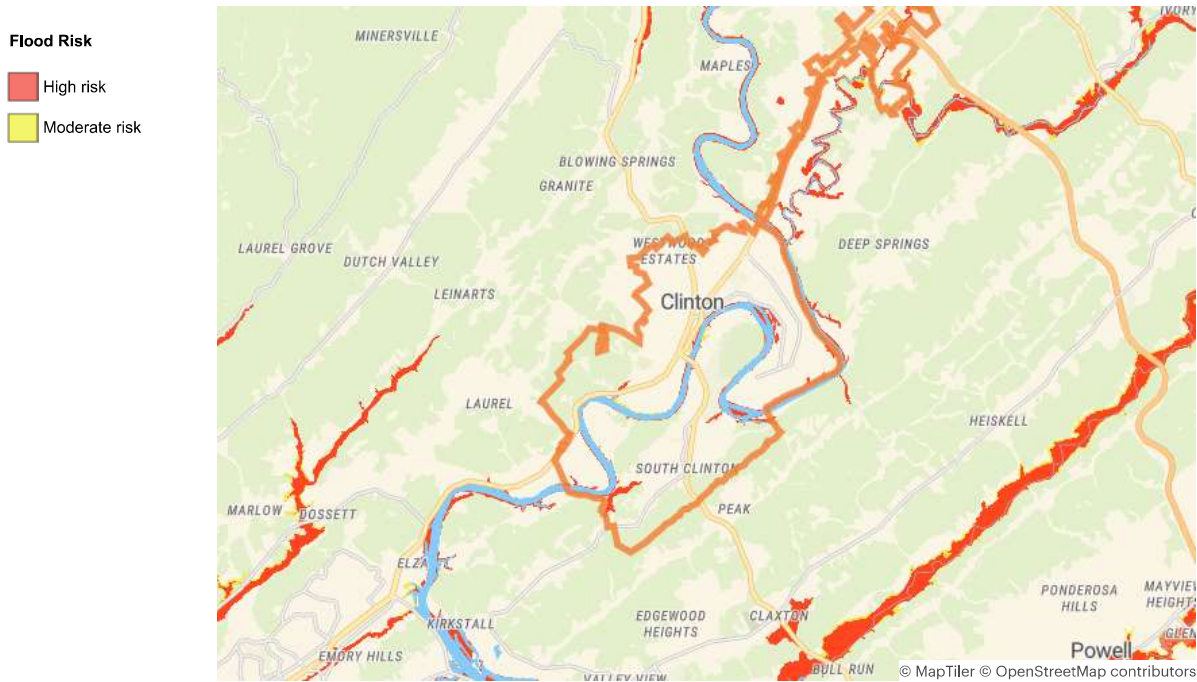 Flood Risk
High risk
Moderate risk
MINERSVILLE
MAPLES
BLOWING SPRINGS
GRANITE
LAUREL GROVE
DUTCH VALLEY
LEINARTS
WESTWOOD
ESTATES
DEEP SPRINGS
Clinton
LAUREL
HEISKELL
SOUTH CLINTON
PEAK
MARLOW
DOSSETT
ELZA
KIRKSTALL
EMORY HILLS
EDGEWOOD
HEIGHTS
CLAXTON
PONDEROSA
HILLS
MAYVIEW
HEIGHT
Powell
BULL RUN
VALLEY VIEW
© MapTiler © OpenStreetMap contributors